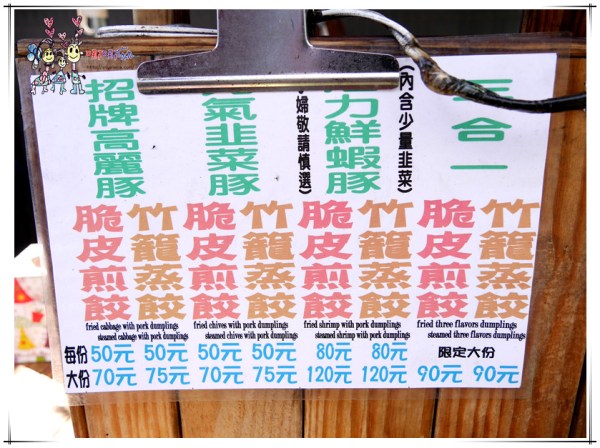 招牌高麗豚
脆皮煎餃
竹籠蒸餃
fried cabbage with pork dumplings
steamed cabbage with pork dumplings
氣韭菜豚
脆皮煎餃
竹籠蒸餃
fried chives with pork dumplings
steamed chives with pork dumplings
婦敬請慎選)
力鮮蝦豚
(內含少量韭菜)
脆皮煎餃
竹籠蒸餃
fried shrimp with pork dumplings
steamed shrimp with pork dumplings
三合一
脆皮煎餃
竹籠蒸餃
fried three flavors dumplings
steamed three flavors dumplings
每份 50元 50元 50元 50元 80元 80元 限定大份
大份 70元 75元 70元 75元 120元 120元 90元 90元